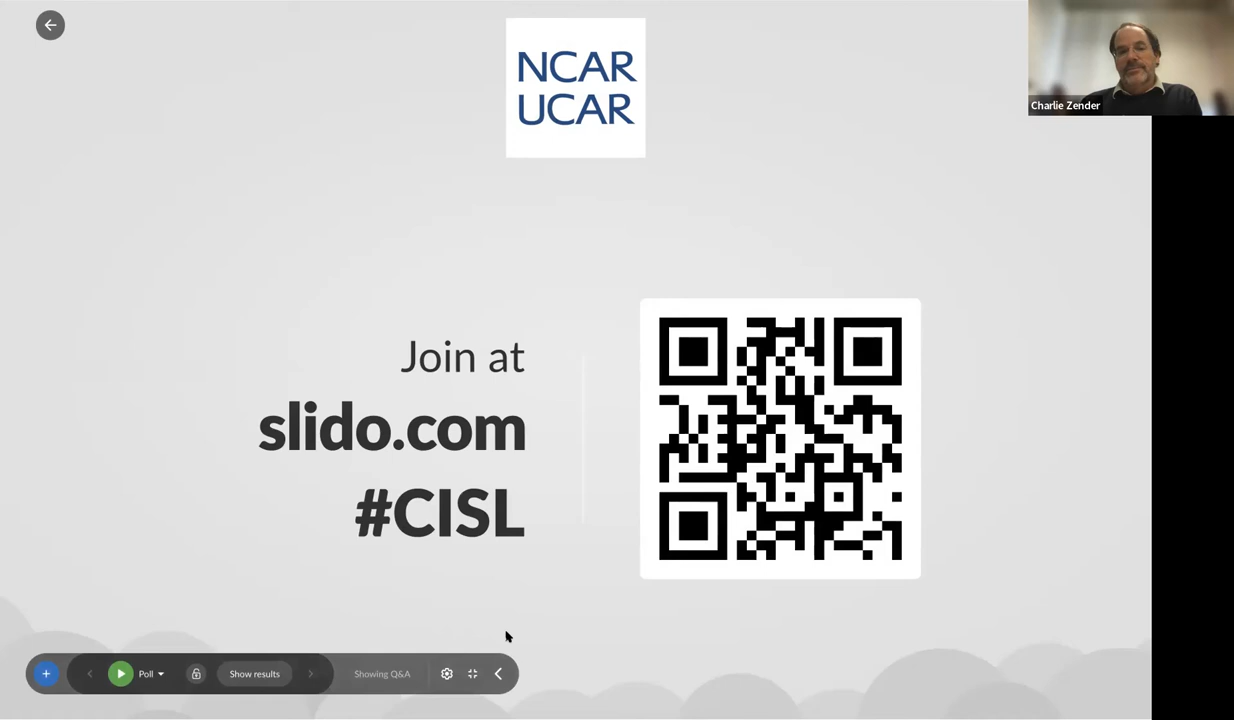 NCAR
UCAR
Charlie Zender
Join at
slido.com
#CISL
Poll
Show results
Showing Q&A